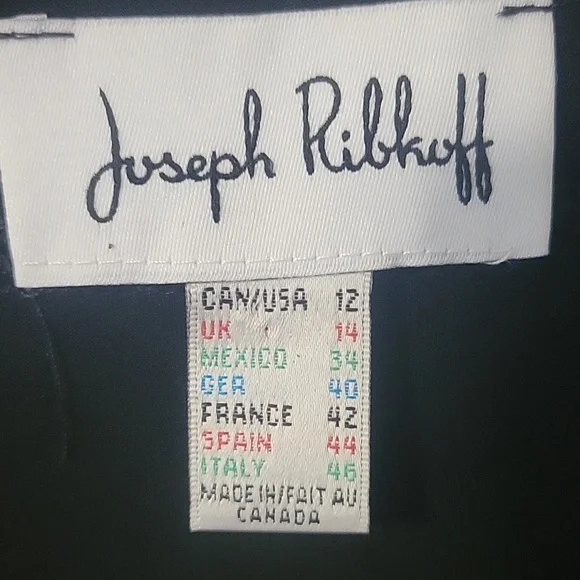 Joseph Ribkoff
CAN/USA 12
UK 14
MEXICO 34
GER 40
FRANCE 42
SPAIN 44
ITALY 46
MADE IN/FAIT AU
CANADA